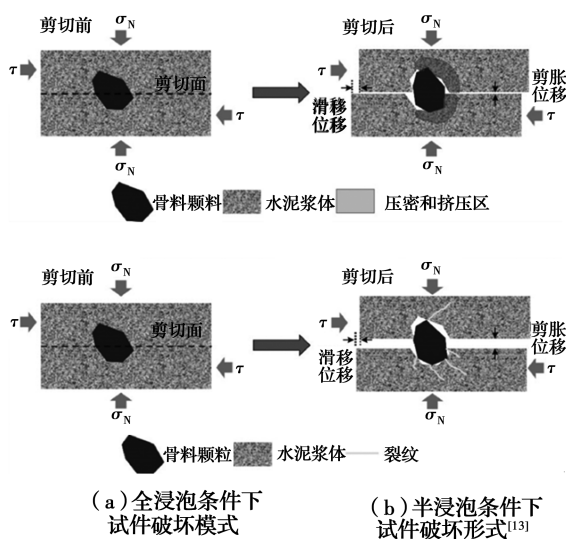 剪切前
σN
τ
剪切面
τ
σN
剪切后
σN
τ
滑移
位移
剪胀
位移
τ
σN
骨料颗料
水泥浆体
压密和挤压区
剪切前
σN
τ
剪切面
τ
σN
剪切后
σN
τ
滑移
位移
剪胀
位移
τ
σN
骨料颗粒
水泥浆体
裂纹
（a）全浸泡条件下
试件破坏模式
（b）半浸泡条件下
试件破坏形式[13]